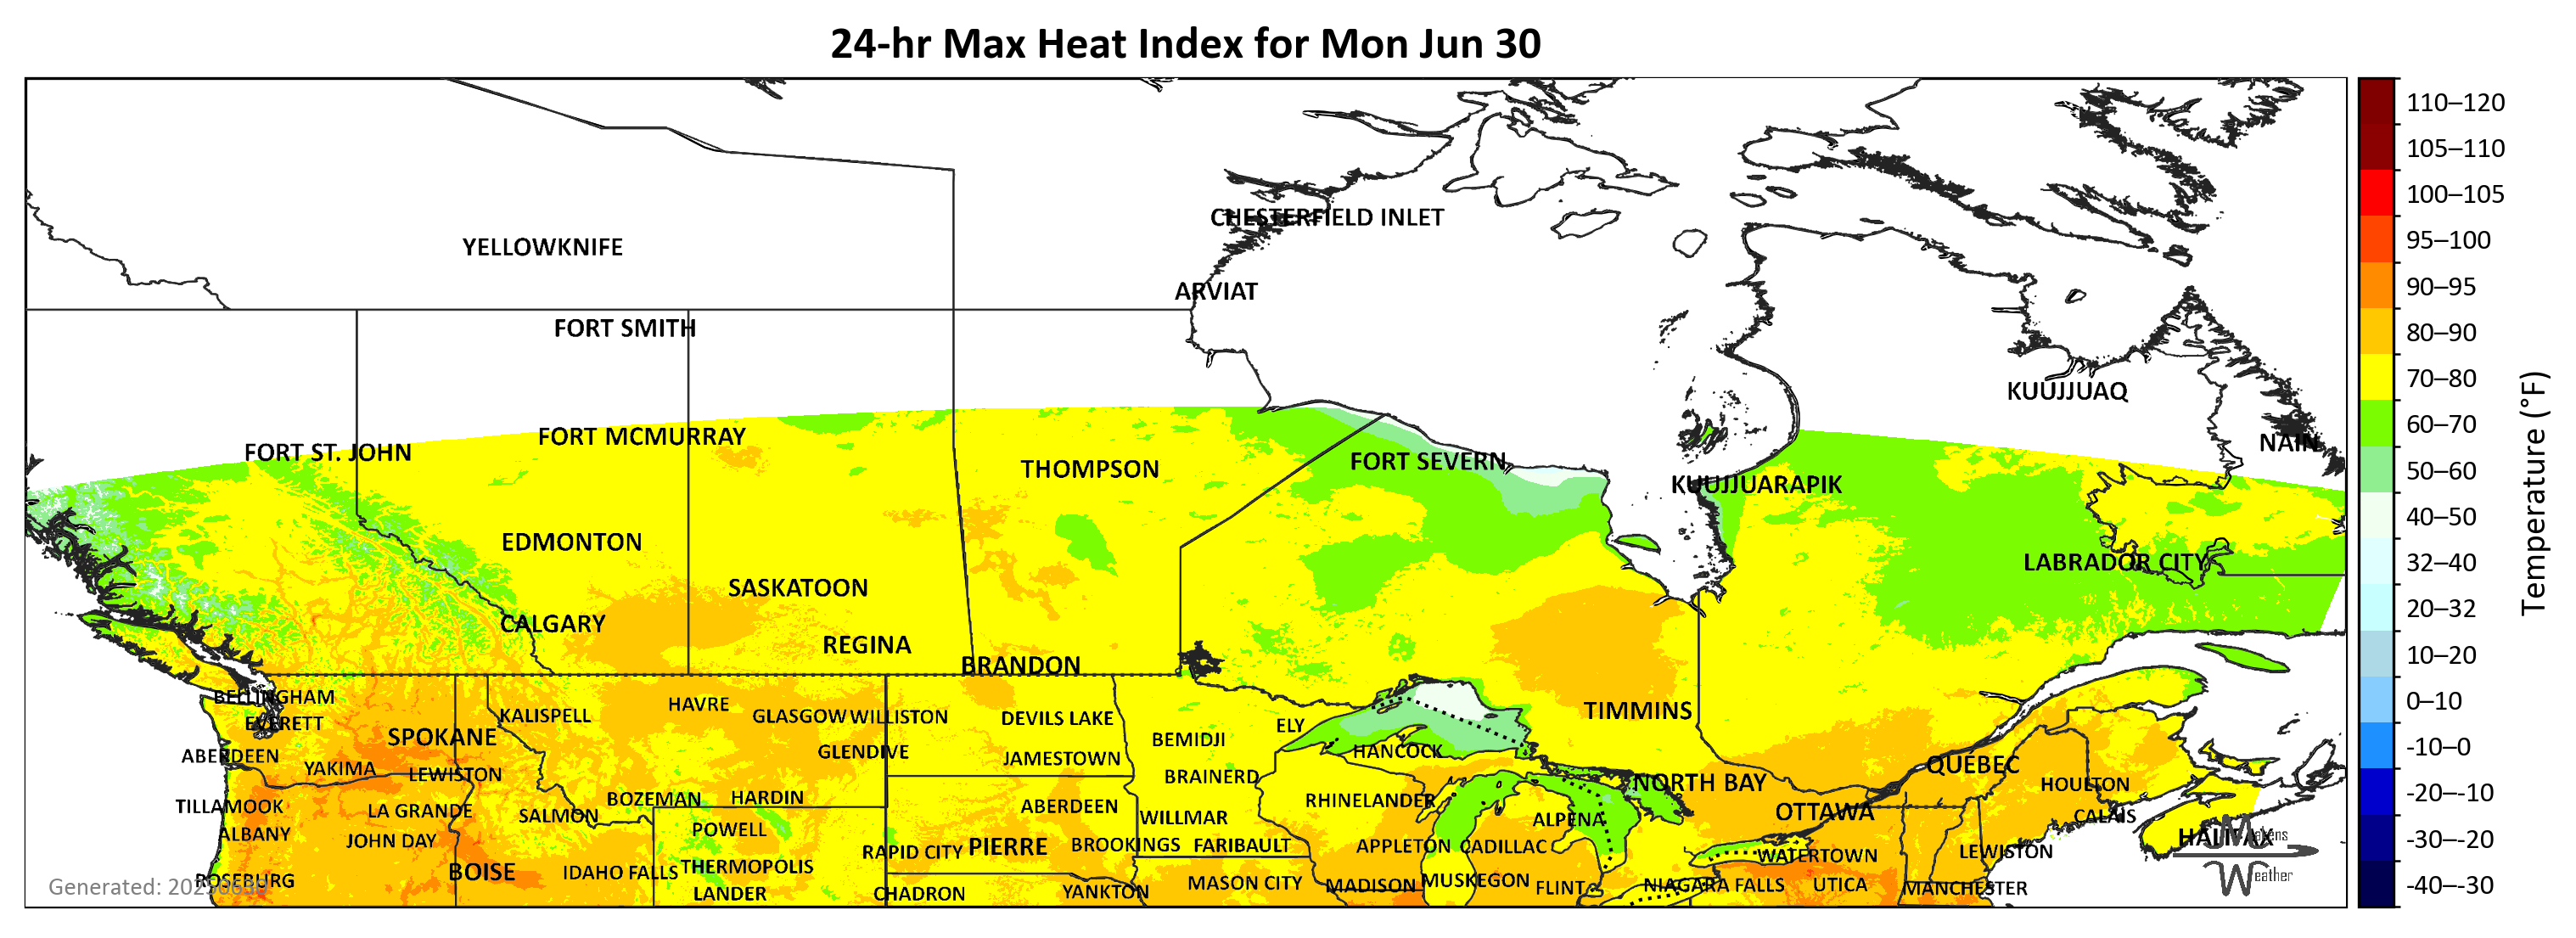 24-hr Max Heat Index for Mon Jun 30
CHESTERFIELD INLET
YELLOWKNIFE
ARVIAT
FORT SMITH
KUUJJUAQ
FORT MCMURRAY
NAIN
FORT ST. JOHN
FORT SEVERN
THOMPSON
KUUJJUARAPIK
EDMONTON
LABRADOR CITY
SASKATOON
CALGARY
REGINA
BRANDON
BELLINGHAM
HAVRE
TIMMINS
KALISPELL
GLASGOW WILLISTON
DEVILS LAKE
EVERETT
ELY
SPOKANE
BEMIDJI
GLENDIVE
HANCOCK
ABERDEEN
JAMESTOWN
QUÉBEC
YAKIMA
LEWISTON
BRAINERD
NORTH BAY
HOULTON
BOZEMAN
HARDIN
RHINELANDER
TILLAMOOK
LA GRANDE
ABERDEEN
OTTAWA
SALMON
WILLMAR
CALAIS
ALPENA
ALBANY
POWELL
JOHN DAY
HALIFAX
RAPID CITY
PIERRE
BROOKINGS
FARIBAULT
APPLETON
CADILLAC
WATERTOWN
LEWISTON
THERMOPOLIS
BOISE
IDAHO FALLS
ROSEBURG
MASON CITY
MADISON
MUSKEGON
FLINT
NIAGARA FALLS
UTICA
MANCHESTER
LANDER
CHADRON
YANKTON
Makens
Weather
110–120
105–110
100–105
95–100
90–95
80–90
70–80
60–70
50–60
40–50
32–40
20–32
10–20
0–10
-10–0
-20–-10
-30–-20
-40–-30
Temperature (°F)